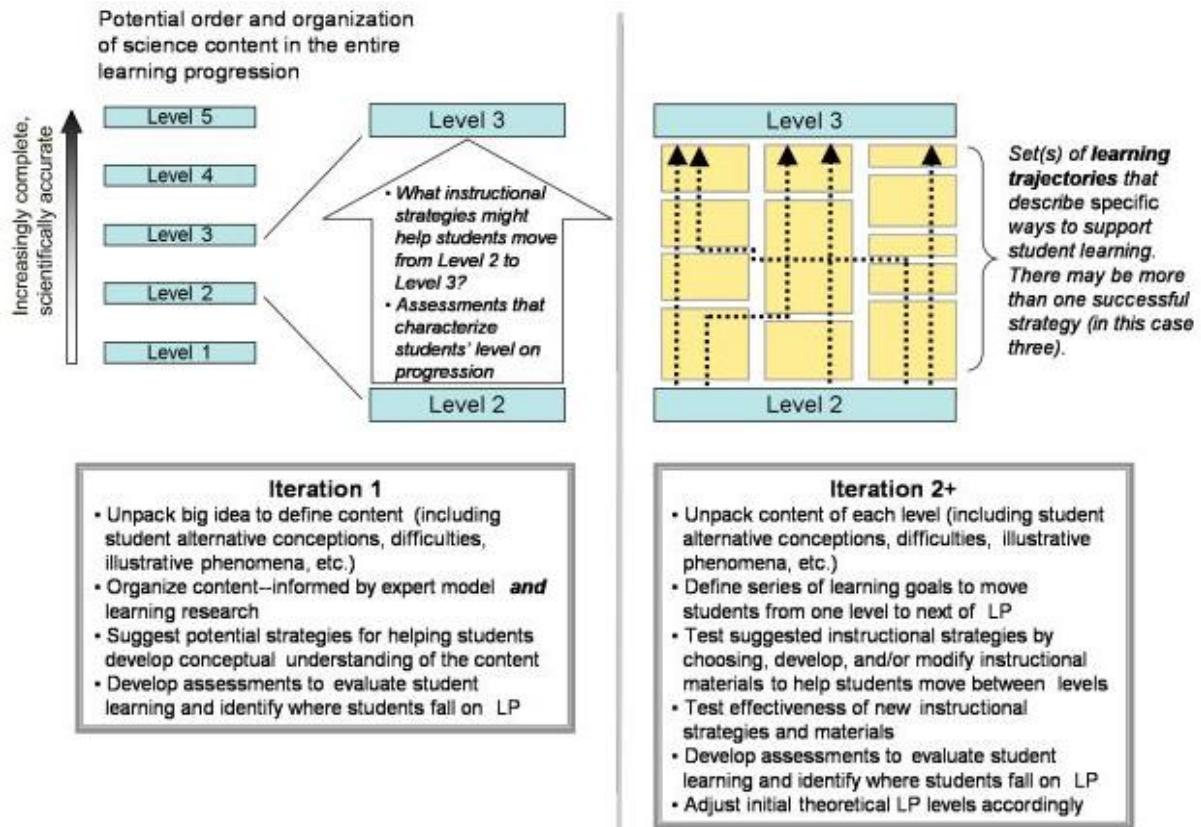 Potential order and organization
of science content in the entire
learning progression
Increasingly complete,
scientifically accurate
Level 5
Level 4
Level 3
Level 2
Level 1
Level 3
• What instructional
strategies might
help students move
from Level 2 to
Level 3?
• Assessments that
characterize
students' level on
progression
Level 2
Level 3
Level 2
Set(s) of learning
trajectories that
describe specific
ways to support
student learning.
There may be more
than one successful
strategy (in this case
three).
Iteration 1
• Unpack big idea to define content (including
student alternative conceptions, difficulties,
illustrative phenomena, etc.)
• Organize content--informed by expert model and
learning research
• Suggest potential strategies for helping students
develop conceptual understanding of the content
• Develop assessments to evaluate student
learning and identify where students fall on LP
Iteration 2+
• Unpack content of each level (including student
alternative conceptions, difficulties, illustrative
phenomena, etc.)
• Define series of learning goals to move
students from one level to next of LP
• Test suggested instructional strategies by
choosing, develop, and/or modify instructional
materials to help students move between levels
• Test effectiveness of new instructional
strategies and materials
• Develop assessments to evaluate student
learning and identify where students fall on LP
• Adjust initial theoretical LP levels accordingly